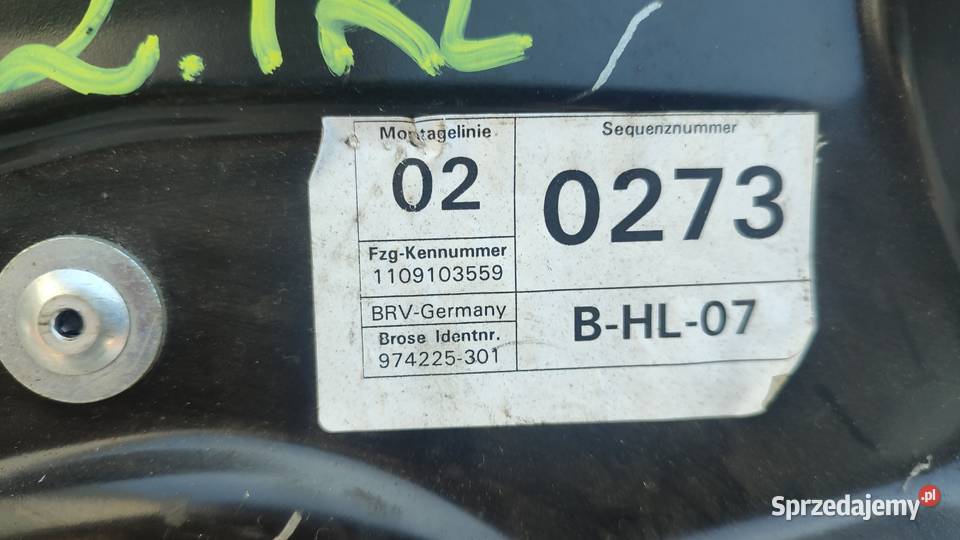 Montagelinie
02
Sequenznummer
0273
Fzg-Kennummer
1109103559
BRV-Germany
Brose Identnr.
974225-301
B-HL-07
Sprzedajemy.pl